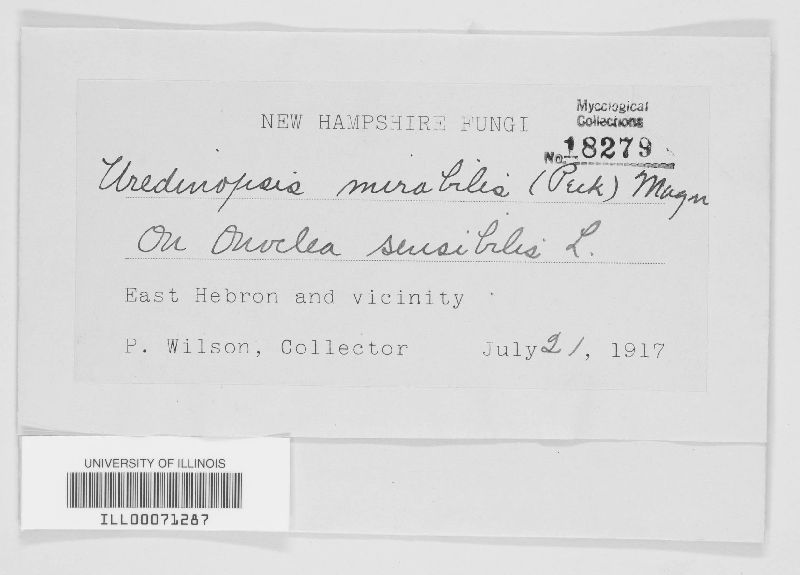 NEW HAMPSHIRE FUNGI
Mycological
Collections
No. 18279
Uredinopsis mirabilis (Peck) Magn
On Onoclea sensibilis L.
East Hebron and vicinity
P. Wilson, Collector July 21, 1917
UNIVERSITY OF ILLINOIS
ILL00071287